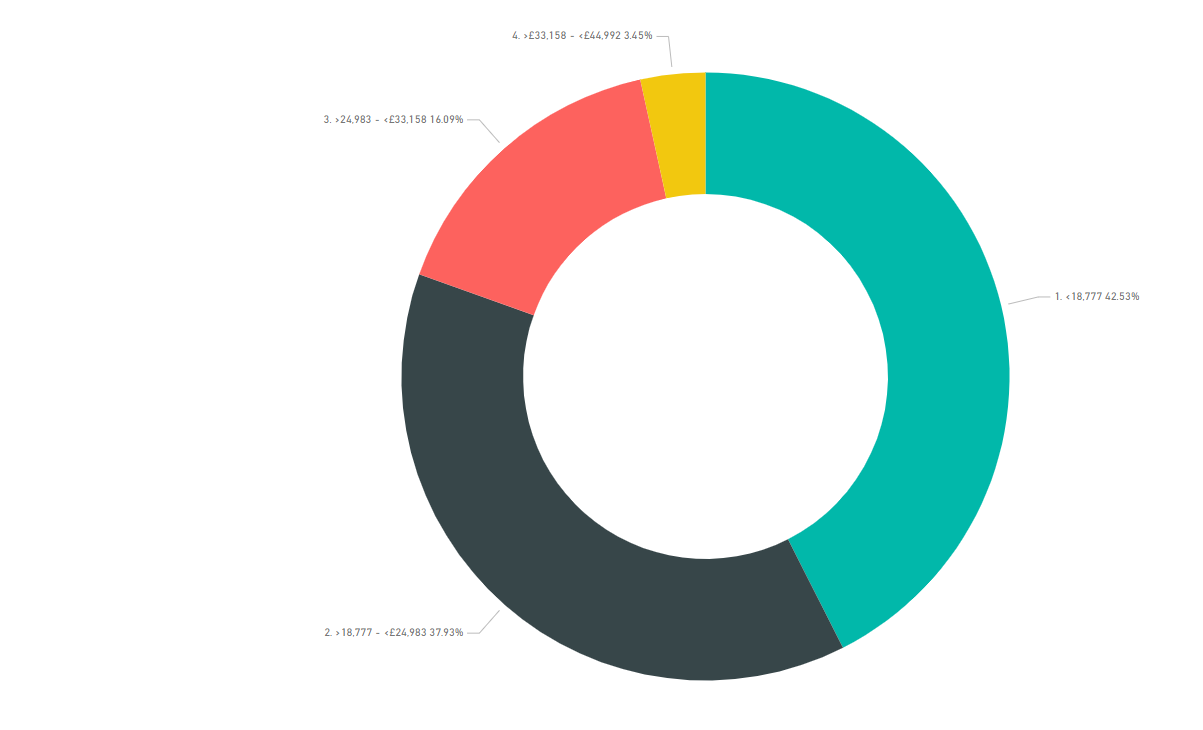 4. >£33,158 - <£44,992 3.45%
3. >24,983 - <£33,158 16.09%
1. <18,777 42.53%
2. >18,777 - <£24,983 37.93%